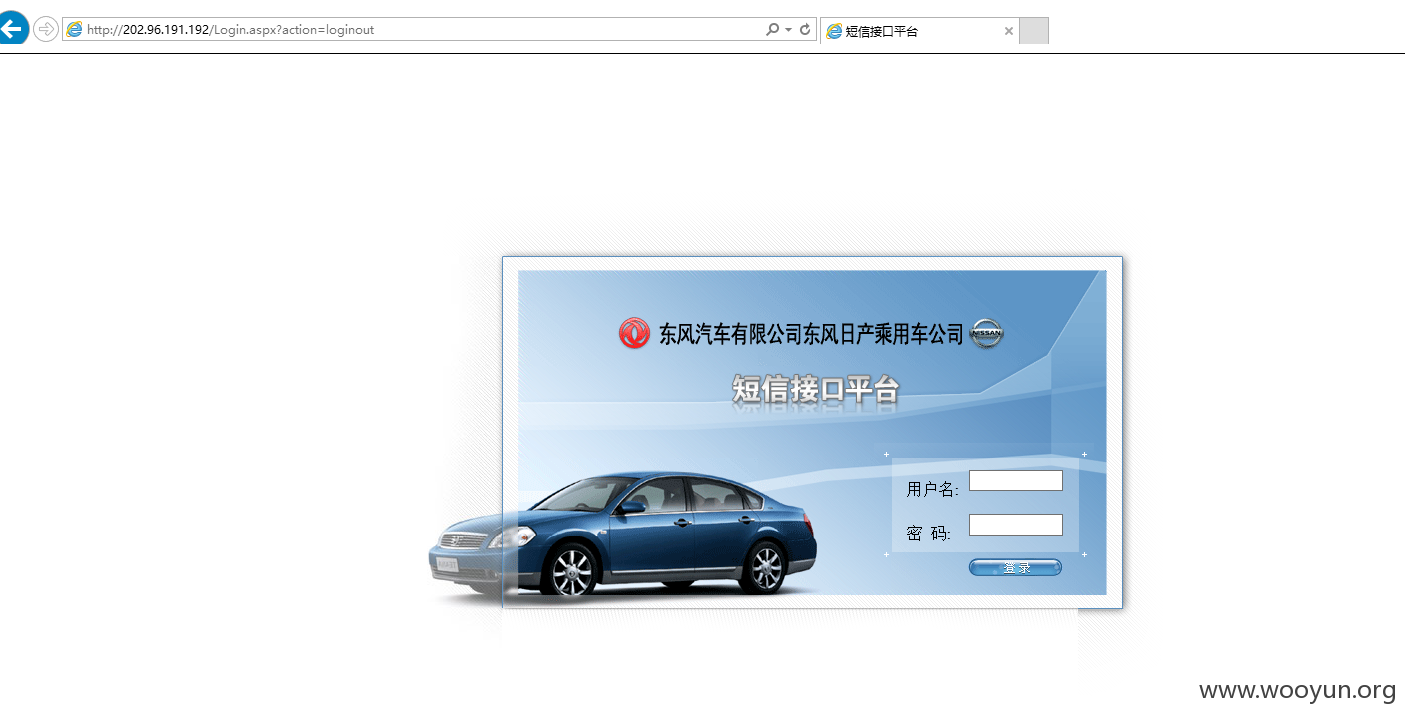 http://202.96.191.192/Login.aspx?action=loginout
短信接口平台
东风汽车有限公司东风日产乘用车公司 NISSAN
短信接口平台
用户名:
密 码:
登录
www.wooyun.org